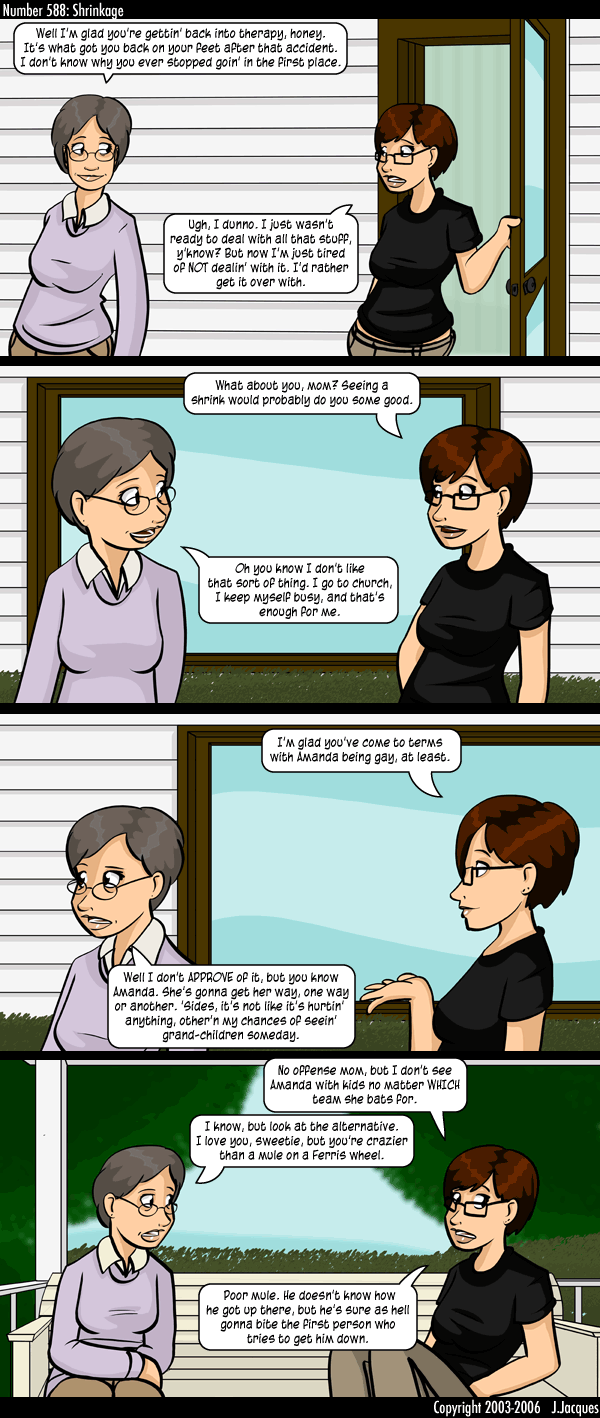 Number 588: Shrinkage
Well I'm glad you're gettin' back into therapy, honey.
It's what got you back on your feet after that accident.
I don't know why you ever stopped goin' in the first place.
Ugh, I dunno. I just wasn't
ready to deal with all that stuff,
y'know? But now I'm just tired
of NOT dealin' with it. I'd rather
get it over with.
What about you, mom? Seeing a
shrink would probably do you some good.
Oh you know I don't like
that sort of thing. I go to church,
I keep myself busy, and that's
enough for me.
I'm glad you've come to terms
with Amanda being gay, at least.
Well I don't APPROVE of it, but you know
Amanda. She's gonna get her way, one way
or another. 'Sides, it's not like it's hurtin'
anything, other'n my chances of seein'
grand-children someday.
No offense mom, but I don't see
Amanda with kids no matter WHICH
team she bats for.
I know, but look at the alternative.
I love you, sweetie, but you're crazier
than a mule on a Ferris wheel.
Poor mule. He doesn't know how
he got up there, but he's sure as hell
gonna bite the first person who
tries to get him down.
Copyright 2003-2006 J.Jacques